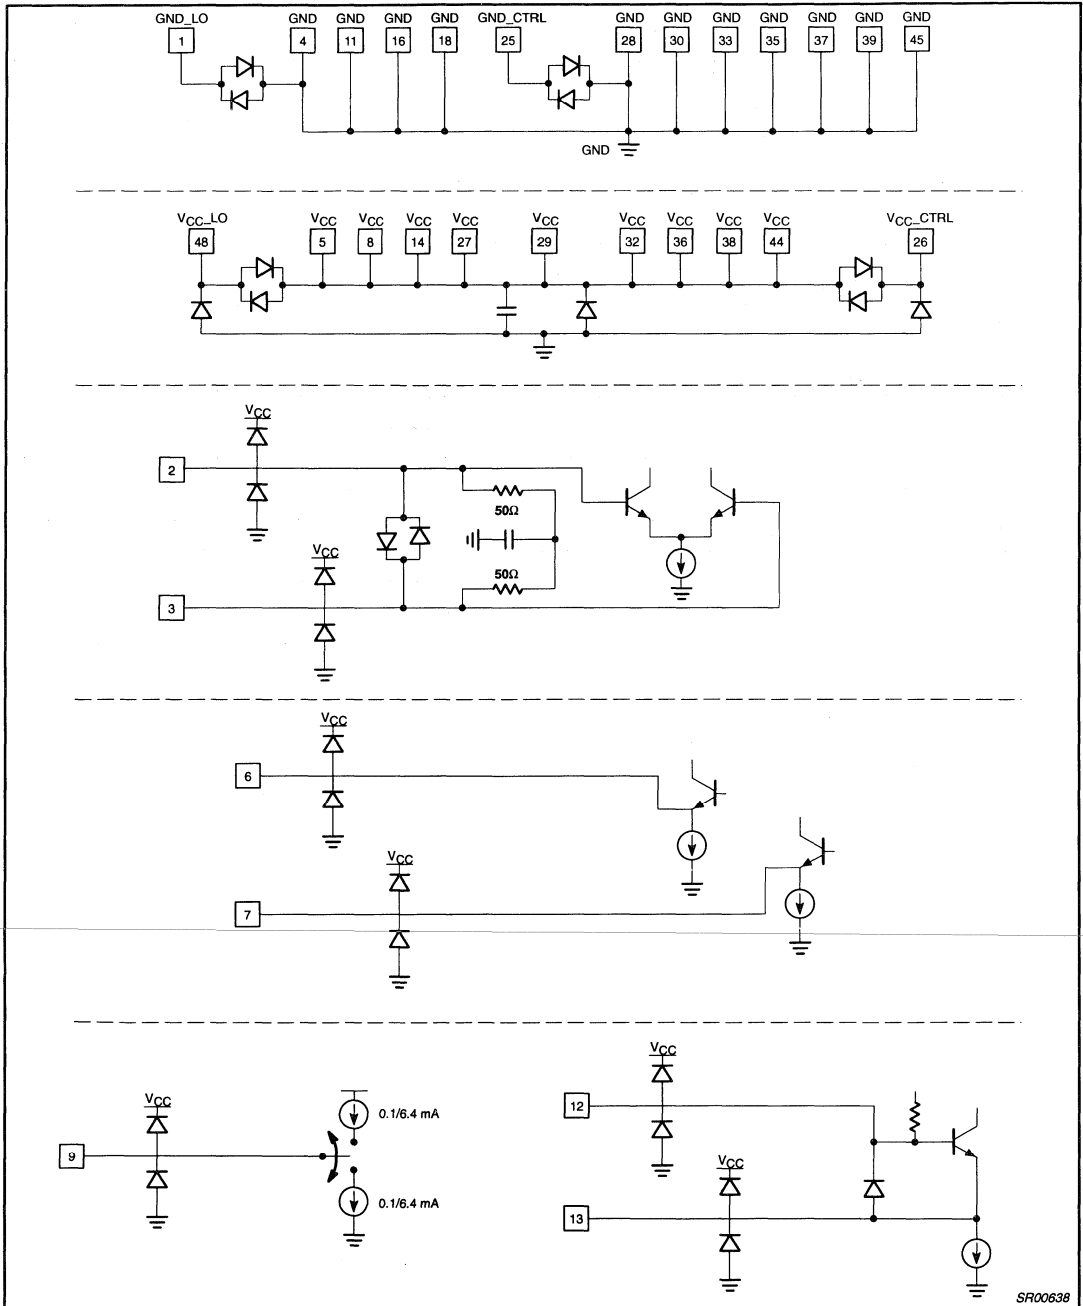 GND_LO GND GND GND GND GND_CTRL GND GND GND GND GND GND GND
1 4 11 16 18 25 28 30 33 35 37 39 45
GND
VCC_LO VCC VCC VCC VCC VCC VCC VCC VCC VCC VCC_CTRL
48 5 8 14 27 29 32 36 38 44 26
VCC
2
50Ω
VCC
50Ω
3
VCC
6
VCC
7
VCC
12
VCC
0.1/6.4 mA
9
VCC
0.1/6.4 mA
13
SR00638